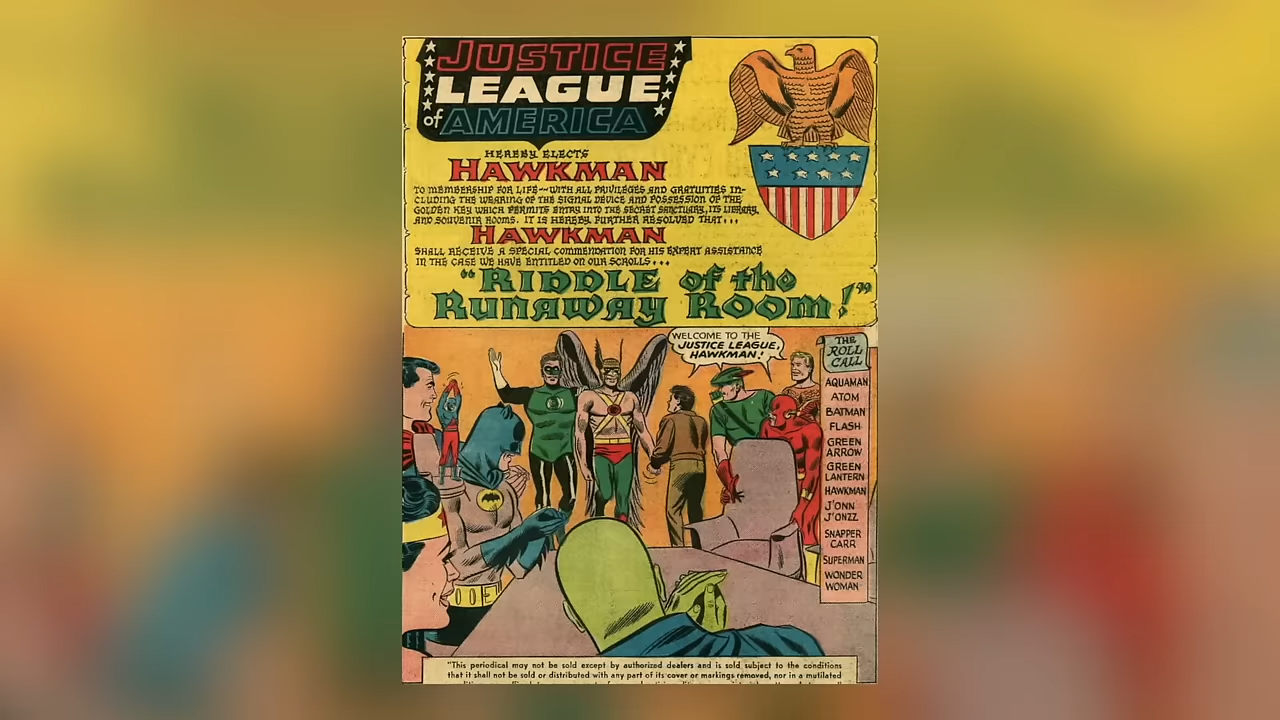 JUSTICE
LEAGUE
of AMERICA
HEREBY ELECTS
HAWKMAN
TO MEMBERSHIP FOR LIFE--WITH ALL PRIVILEGES AND GRATUITIES IN-
CLUDING THE WEARING OF THE SIGNAL DEVICE AND POSSESSION OF THE
GOLDEN KEY WHICH PERMITS ENTRY INTO THE SECRET SANCTUARY, ITS LIBRARY,
AND SOUVENIR ROOMS. IT IS HEREBY FURTHER RESOLVED THAT...
HAWKMAN
SHALL RECEIVE A SPECIAL COMMENDATION FOR HIS EXPERT ASSISTANCE
IN THE CASE WE HAVE ENTITLED ON OUR SCROLLS...
"RIDDLE of the
RUNAWAY ROOM!"
WELCOME TO THE
JUSTICE LEAGUE,
HAWKMAN!
THE
ROLL
CALL
AQUAMAN
ATOM
BATMAN
FLASH
GREEN
ARROW
GREEN
LANTERN
HAWKMAN
J'ONN
J'ONZZ
SNAPPER
CARR
SUPERMAN
WONDER
WOMAN
"This periodical may not be sold except by authorized dealers and is sold subject to the conditions
that it shall not be sold or distributed with any part of its cover or markings removed, nor in a mutilated